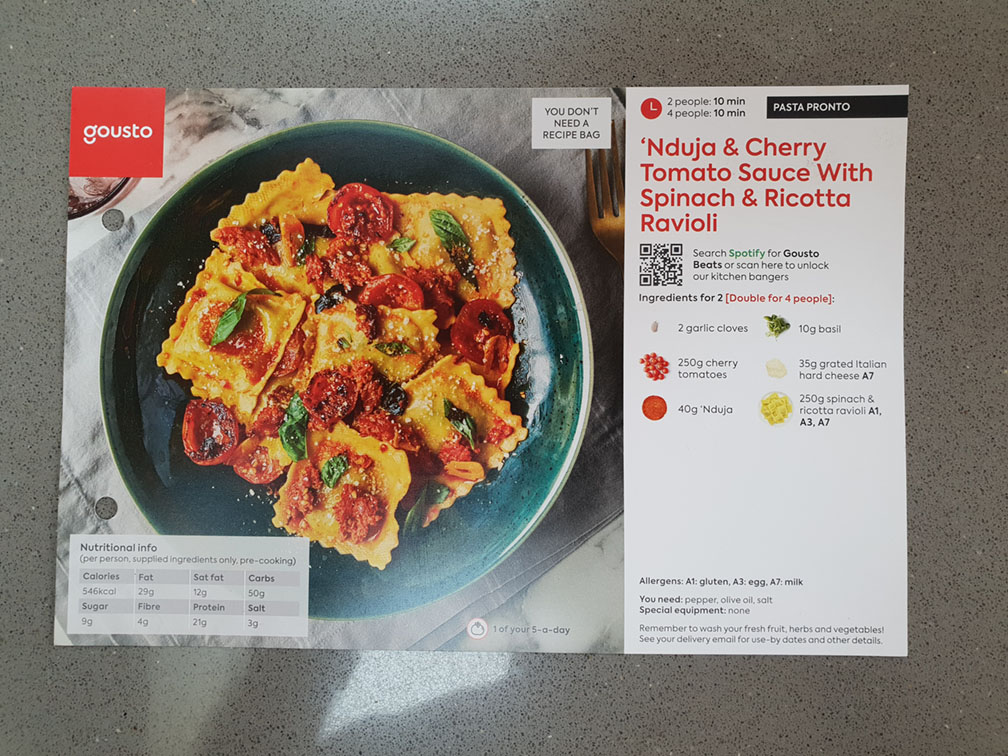 gousto
YOU DON'T
NEED A
RECIPE BAG
Nutritional info
(per person, supplied ingredients only, pre-cooking)
Calories Fat Sat fat Carbs
546kcal 29g 12g 50g
Sugar Fibre Protein Salt
9g 4g 21g 3g
1 of your 5-a-day
2 people: 10 min
4 people: 10 min
PASTA PRONTO
'Nduja & Cherry
Tomato Sauce With
Spinach & Ricotta
Ravioli
Search Spotify for Gousto
Beats or scan here to unlock
our kitchen bangers
Ingredients for 2 [Double for 4 people]:
2 garlic cloves
10g basil
250g cherry
tomatoes
35g grated Italian
hard cheese A7
40g 'Nduja
250g spinach &
ricotta ravioli A1,
A3, A7
Allergens: A1: gluten, A3: egg, A7: milk
You need: pepper, olive oil, salt
Special equipment: none
Remember to wash your fresh fruit, herbs and vegetables!
See your delivery email for use-by dates and other details.